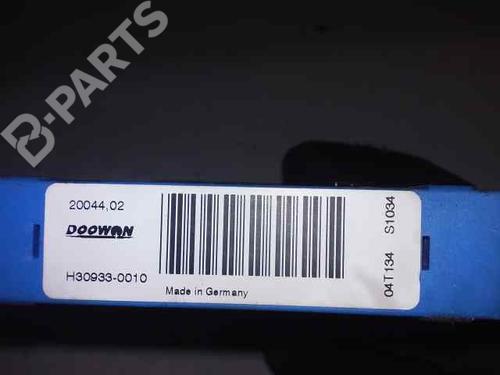 B-PARTS
20044,02
DOOWON
H30933-0010
Made in Germany
04T134 S1034